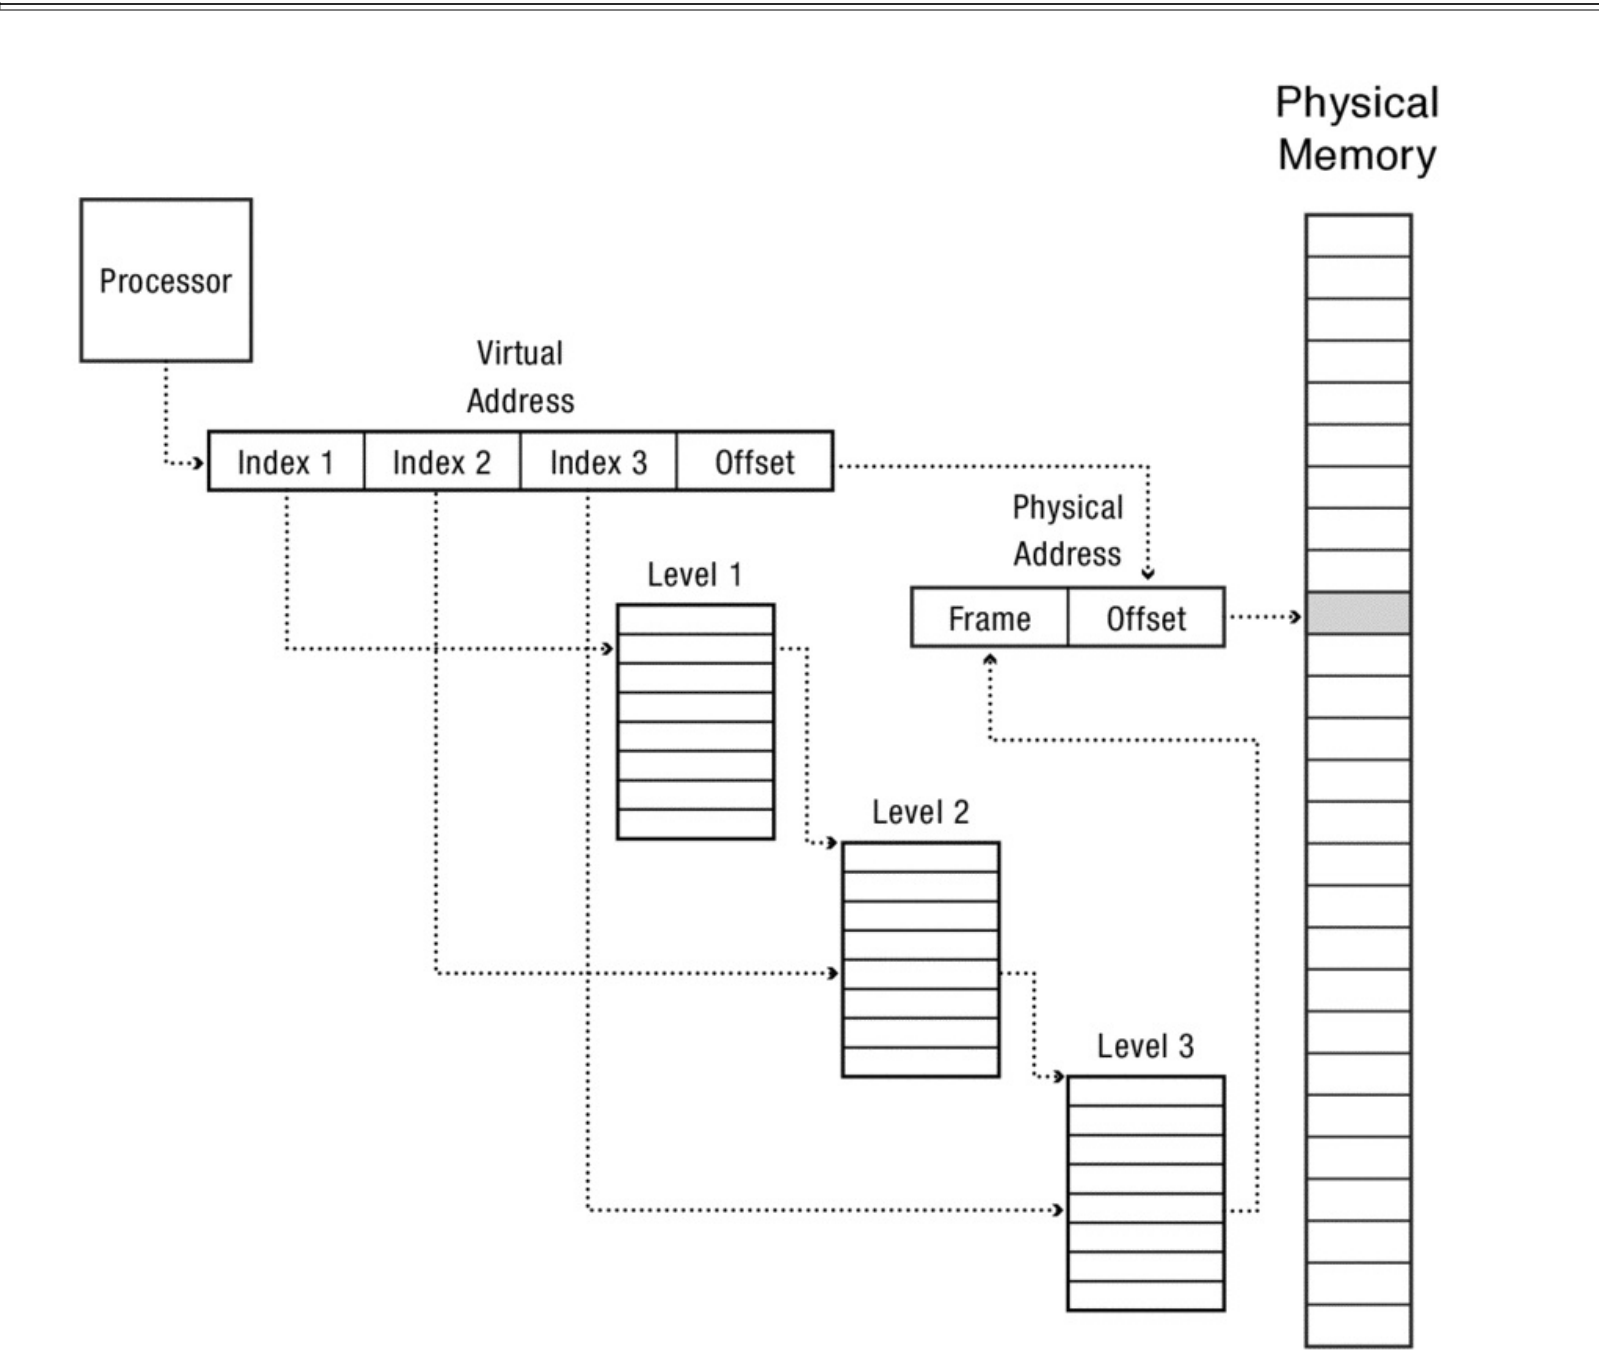 Physical
Memory
Processor
Virtual
Address
Index 1
Index 2
Index 3
Offset
Physical
Address
Frame
Offset
Level 1
Level 2
Level 3